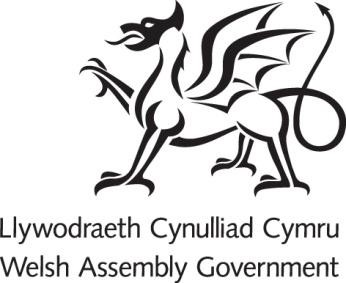 Llywodraeth Cynulliad Cymru
Welsh Assembly Government